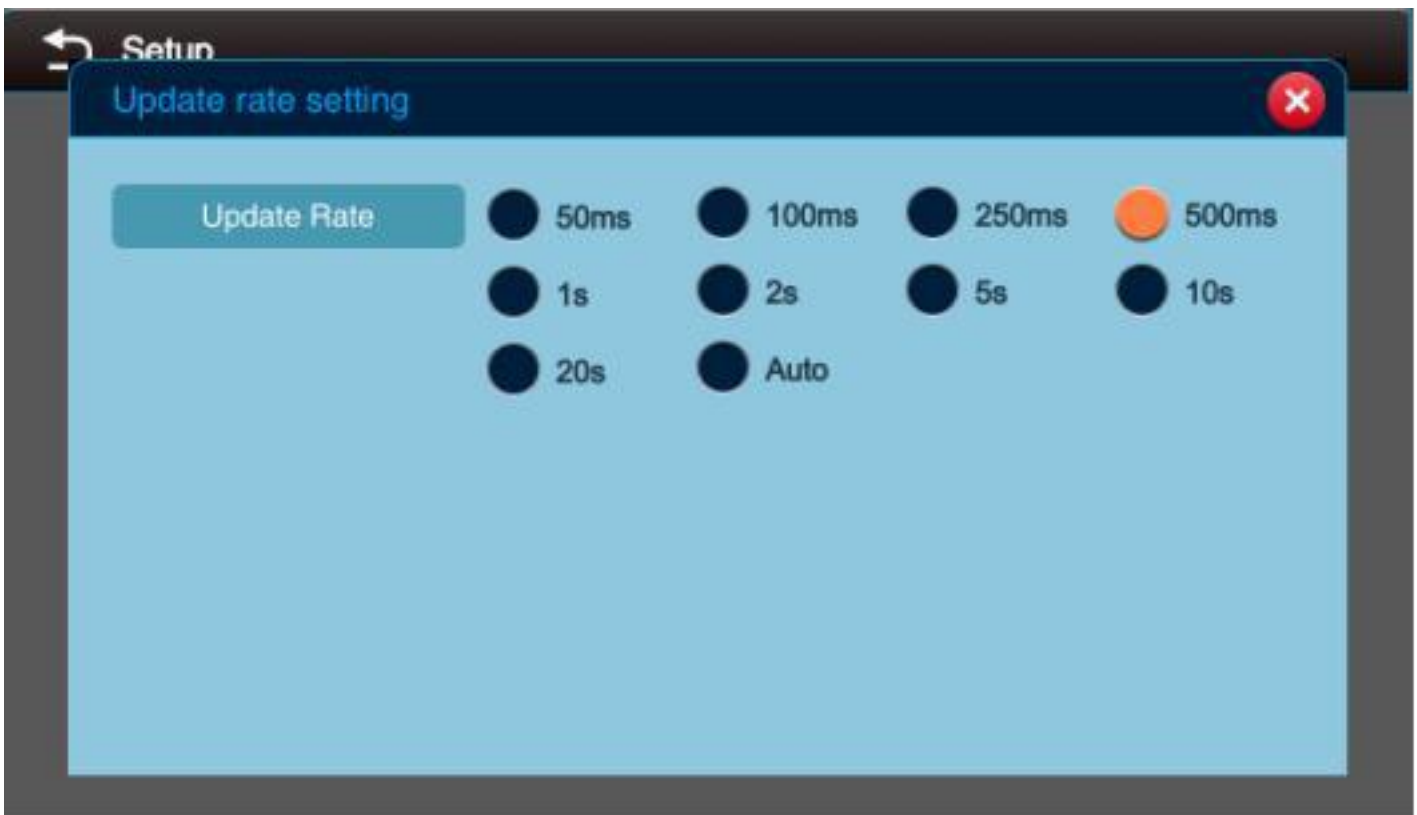 Setup
Update rate setting
Update Rate 50ms 100ms 250ms 500ms
1s 2s 5s 10s
20s Auto